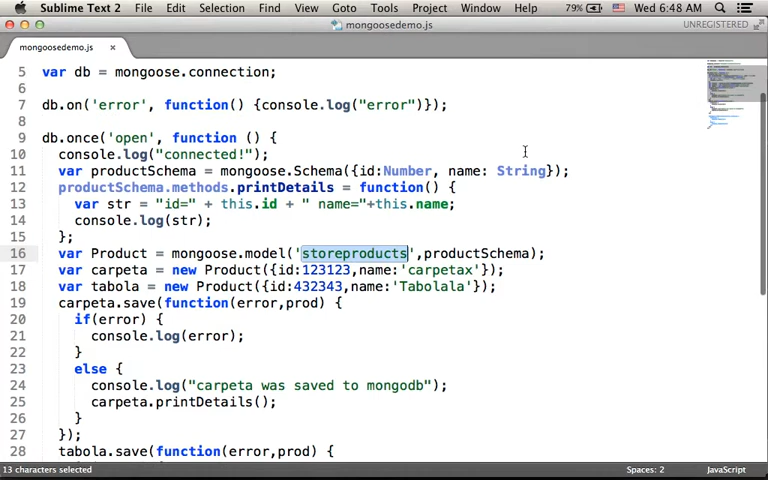 Sublime Text 2 File Edit Selection Find View Goto Tools Project Window Help 79% Wed 6:48 AM
mongoosedemo.js UNREGISTERED
mongoosedemo.js ×
5 var db = mongoose.connection;
6
7 db.on('error', function() {console.log("error")});
8
9 db.once('open', function () {
10 console.log("connected!");
11 var productSchema = mongoose.Schema({id:Number, name: String});
12 productSchema.methods.printDetails = function() {
13 var str = "id=" + this.id + " name="+this.name;
14 console.log(str);
15 };
16 var Product = mongoose.model('storeproducts',productSchema);
17 var carpeta = new Product({id:123123,name:'carpetax'});
18 var tabola = new Product({id:432343,name:'Tabolala'});
19 carpeta.save(function(error,prod) {
20 if(error) {
21 console.log(error);
22 }
23 else {
24 console.log("carpeta was saved to mongodb");
25 carpeta.printDetails();
26 }
27 });
28 tabola.save(function(error,prod) {
13 characters selected Spaces: 2 JavaScript